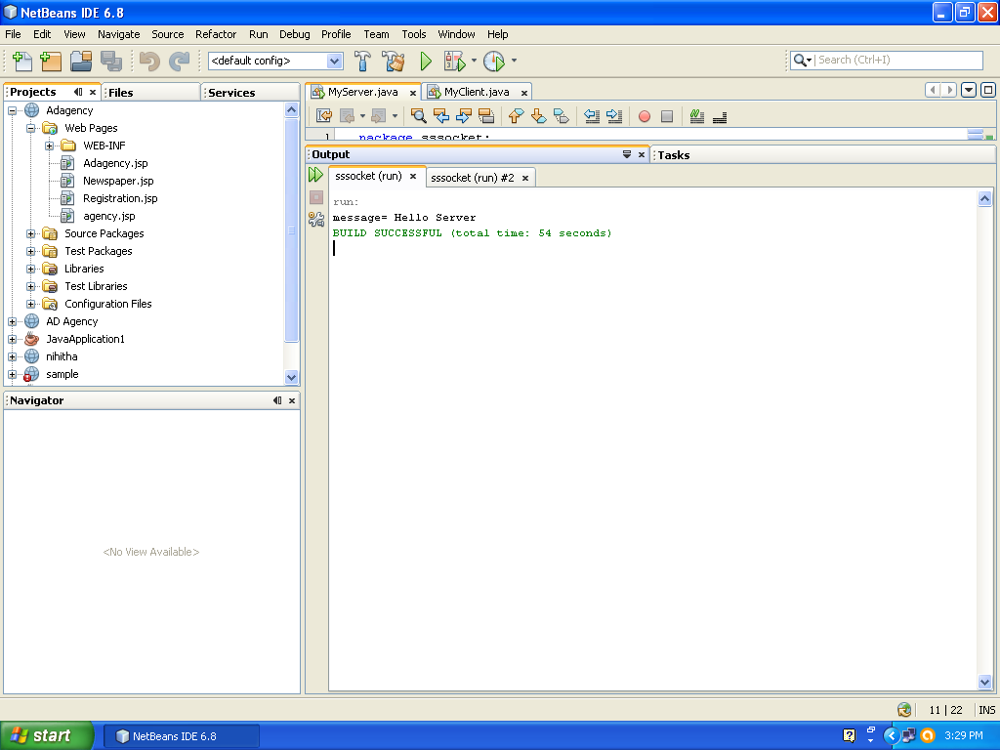 NetBeans IDE 6.8
File Edit View Navigate Source Refactor Run Debug Profile Team Tools Window Help
<default config>
Search (Ctrl+I)
Projects Files Services
Adagency
Web Pages
WEB-INF
Adagency.jsp
Newspaper.jsp
Registration.jsp
agency.jsp
Source Packages
Test Packages
Libraries
Test Libraries
Configuration Files
AD Agency
JavaApplication1
nihitha
sample
Navigator
<No View Available>
MyServer.java MyClient.java
1 package sssocket;
Output Tasks
sssocket (run) sssocket (run) #2
run:
message= Hello Server
BUILD SUCCESSFUL (total time: 54 seconds)
11 | 22 INS
start NetBeans IDE 6.8 3:29 PM